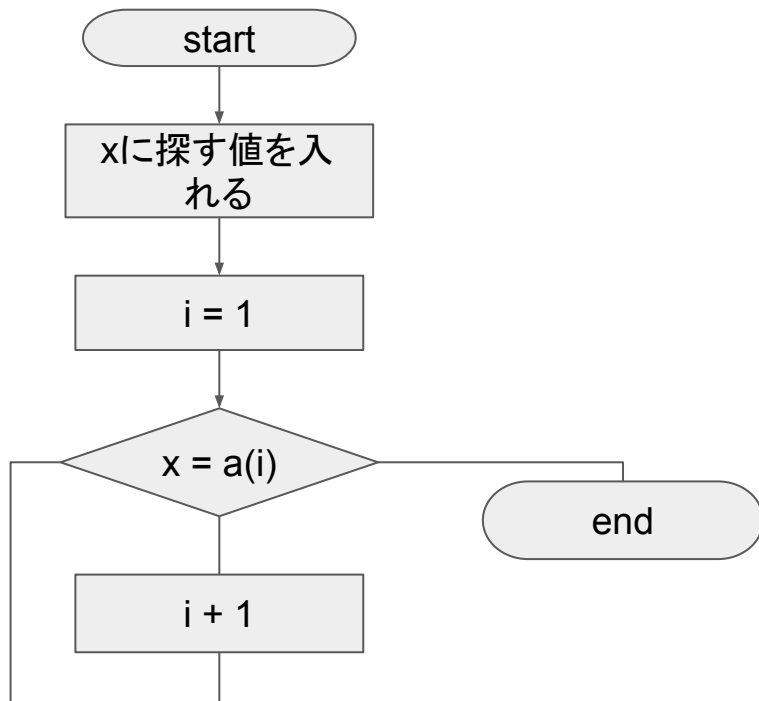 start
xに探す値を入
れる
i = 1
x = a(i)
end
i + 1